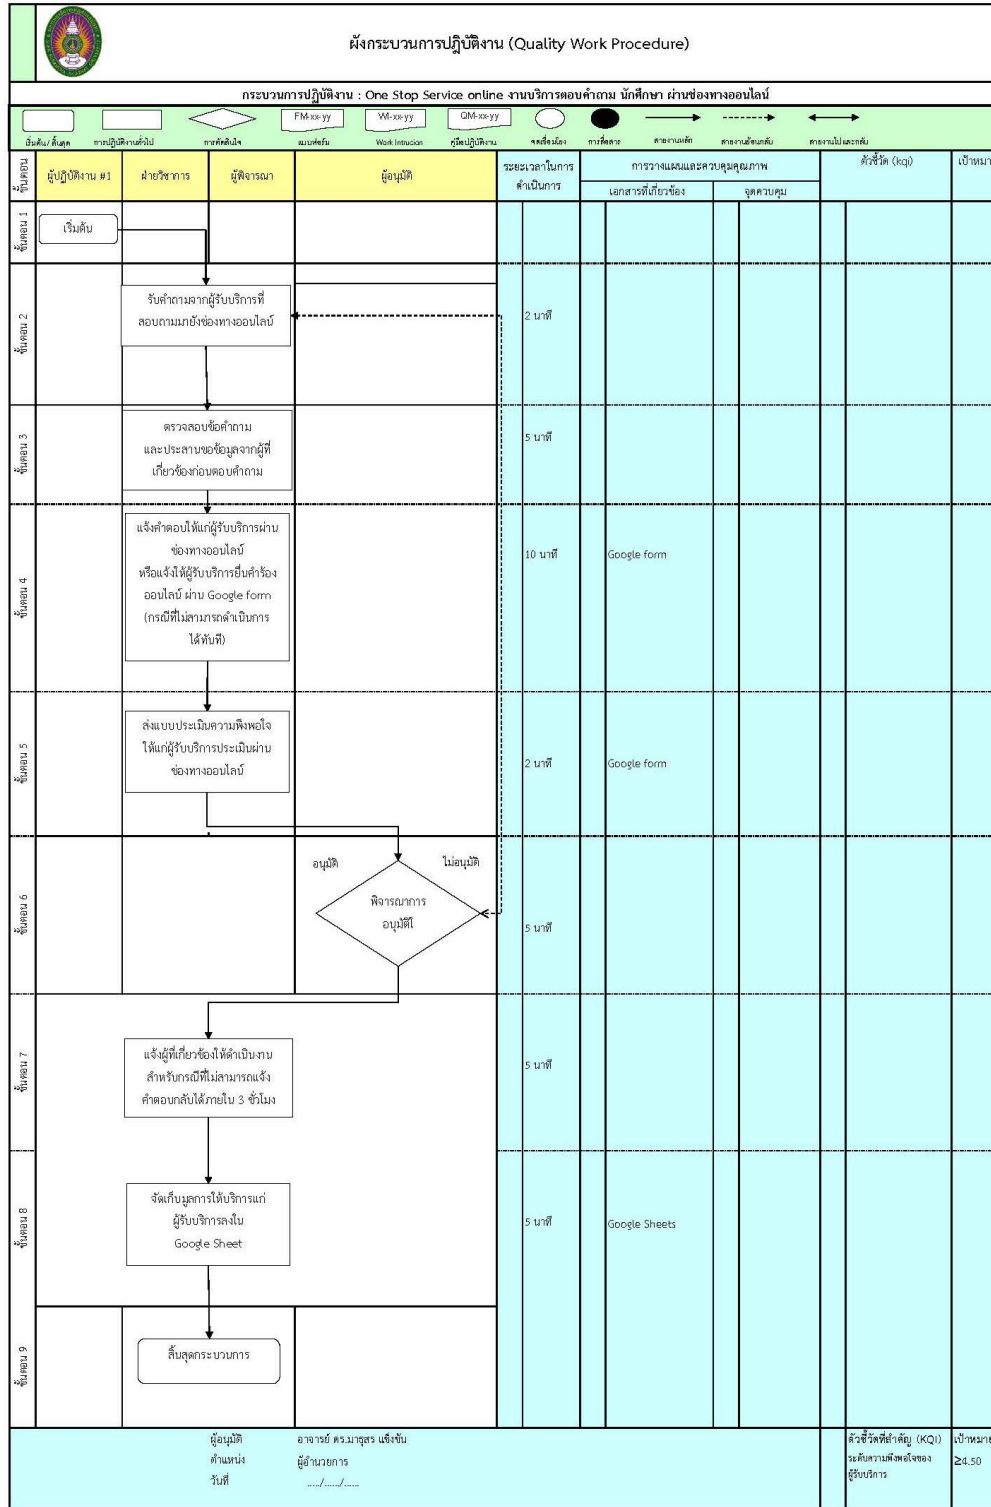 ผังกระบวนการปฎิบัติงาน (Quality Work Procedure)
กระบวนการปฏิบัติงาน : One Stop Service online งานบริการตอบคำถาม นักศึกษา ผ่านช่องทางออนไลน์
FM-xx-yy
WI-xx-yy
QM-xx-yy
เริ่มต้น/ สิ้นสุด
การปฏิบัติงานทั่วไป
การตัดสินใจ
แบบฟอร์ม
Work Intrucion
คู่มือปฏิบัติงาน
จุดเชื่อมโยง
การสื่อสาร
สายงานหลัก
สายงานย้อนกลับ
สายงานไปและกลับ
ขั้นตอน
ผู้ปฏิบัติงาน #1
ฝ่ายวิชาการ
ผู้พิจารณา
ผู้อนุมัติ
ระยะเวลาในการ
ดำเนินการ
การวางแผนและควบคุมคุณภาพ
เอกสารที่เกี่ยวข้อง
จุดควบคุม
ตัวชี้วัด (kqi)
เป้าหมา
ขั้นตอน 1
เริ่มต้น
ขั้นตอน 2
รับคำถามจากผู้รับบริการที่
สอบถามมายังช่องทางออนไลน์
2 นาที
ขั้นตอน 3
ตรวจสอบข้อคำถาม
และประสานขอข้อมูลจากผู้ที่
เกี่ยวข้องก่อนตอบคำถาม
5 นาที
ขั้นตอน 4
แจ้งคำตอบให้แก่ผู้รับบริการผ่าน
ช่องทางออนไลน์
หรือแจ้งให้ผู้รับบริการยื่นคำร้อง
ออนไลน์ ผ่าน Google form
(กรณีที่ไม่สามารถดำเนินการ
ได้ทันที)
10 นาที
Google form
ขั้นตอน 5
ส่งแบบประเมินความพึงพอใจ
ให้แก่ผู้รับบริการประเมินผ่าน
ช่องทางออนไลน์
2 นาที
Google form
ขั้นตอน 6
อนุมัติ
ไม่อนุมัติ
พิจารณาการ
อนุมัติใ
5 นาที
ขั้นตอน 7
แจ้งผู้ที่เกี่ยวข้องให้ดำเนินงาน
สำหรับกรณีที่ไม่สามารถแจ้ง
คำตอบกลับได้ภายใน 3 ชั่วโมง
5 นาที
ขั้นตอน 8
จัดเก็บมูลการให้บริการแก่
ผู้รับบริการลงใน
Google Sheet
5 นาที
Google Sheets
ขั้นตอน 9
สิ้นสุดกระบวนการ
ผู้อนุมัติ
อาจารย์ ดร.มาธุสร แข็งขัน
ตำแหน่ง
ผู้อำนวยการ
วันที่
...../....../......
ตัวชี้วัดที่สำคัญ (KQI)
ระดับความพึงพอใจของ
ผู้รับบริการ
เป้าหมาย
≥4.50